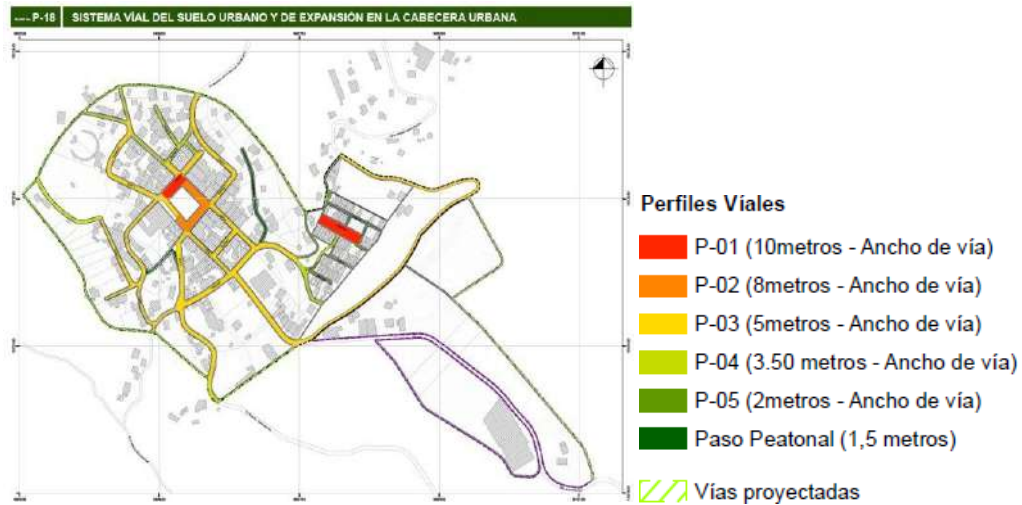 P-18 SISTEMA VÍAL DEL SUELO URBANO Y DE EXPANSIÓN EN LA CABECERA URBANA
Perfiles Víales
P-01 (10metros - Ancho de vía)
P-02 (8metros - Ancho de vía)
P-03 (5metros - Ancho de vía)
P-04 (3.50 metros - Ancho de vía)
P-05 (2metros - Ancho de vía)
Paso Peatonal (1,5 metros)
Vías proyectadas